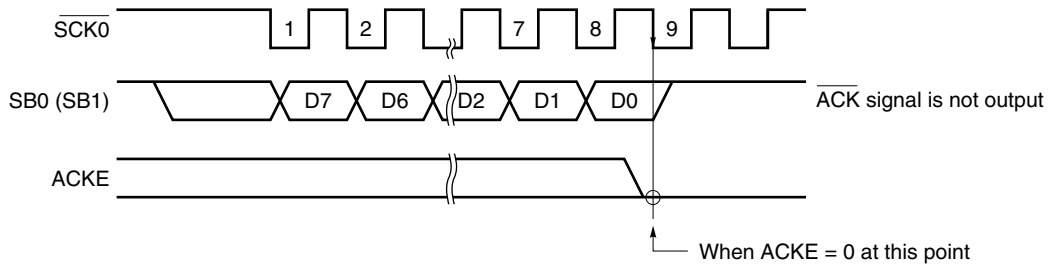 SCK0 1 2 7 8 9
SB0 (SB1) D7 D6 D2 D1 D0 ACK signal is not output
ACKE
When ACKE = 0 at this point